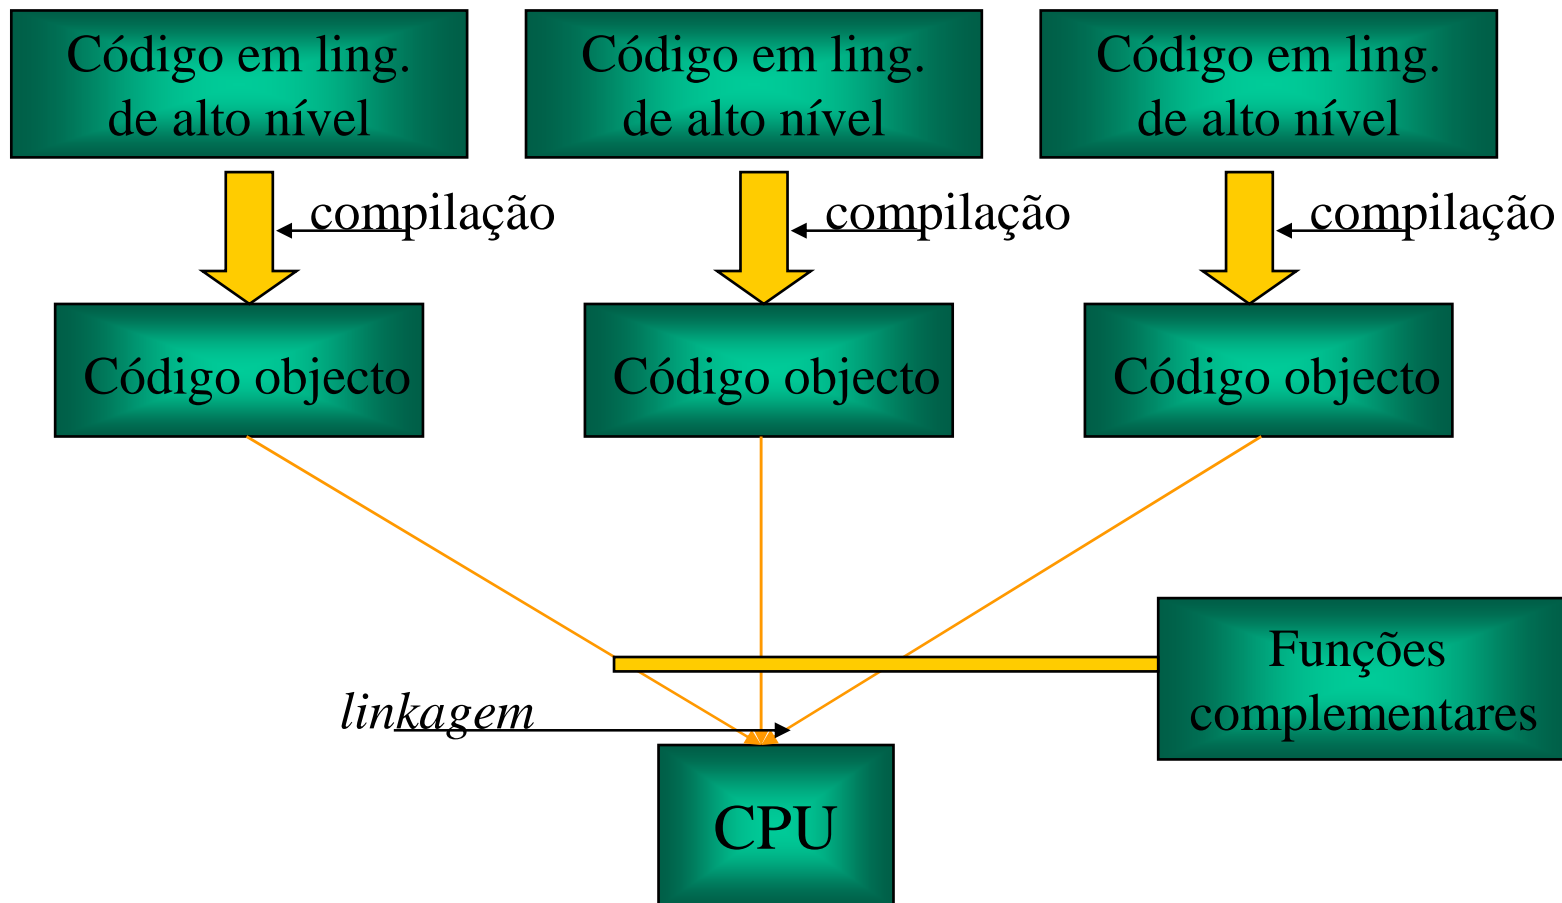 Código em ling.
de alto nível
Código em ling.
de alto nível
Código em ling.
de alto nível
compilação
compilação
compilação
Código objecto
Código objecto
Código objecto
Funções
complementares
linkagem
CPU